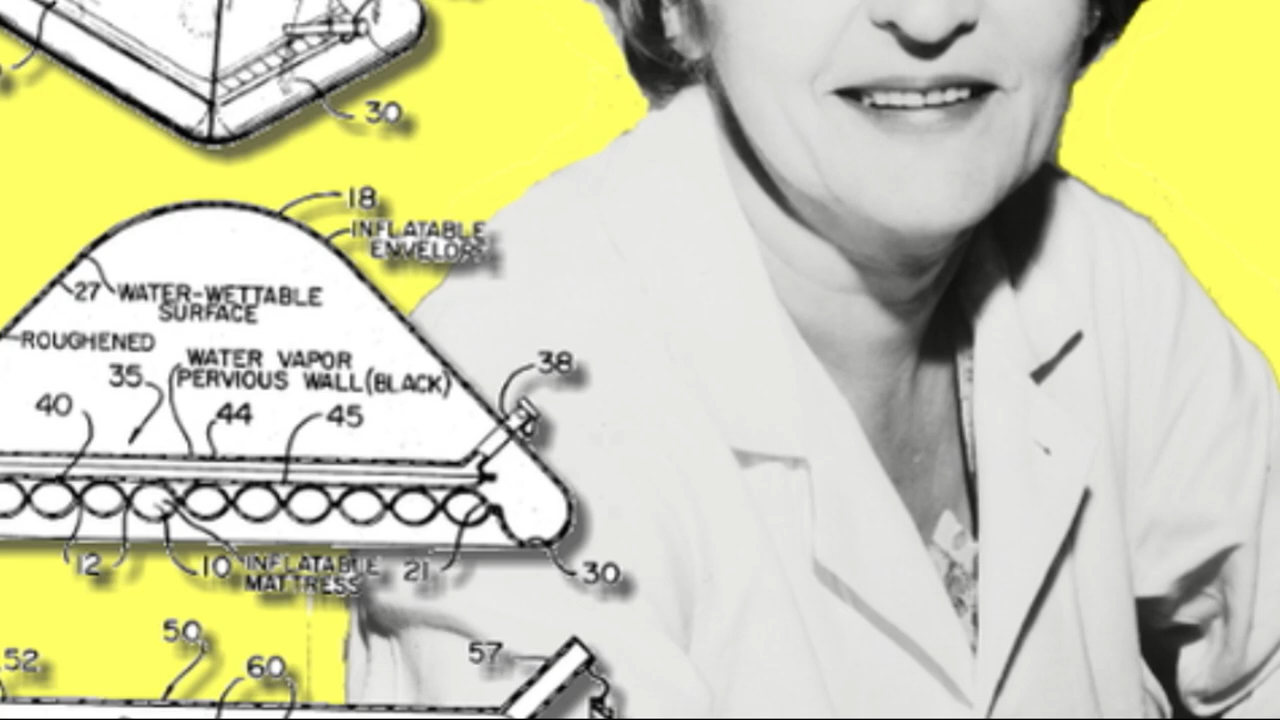 30
18
INFLATABLE
ENVELOPE
27
WATER-WETTABLE
SURFACE
ROUGHENED
WATER VAPOR
PERVIOUS WALL (BLACK)
35
38
40
44
45
12
10
INFLATABLE
MATTRESS
21
30
50
52
60
57